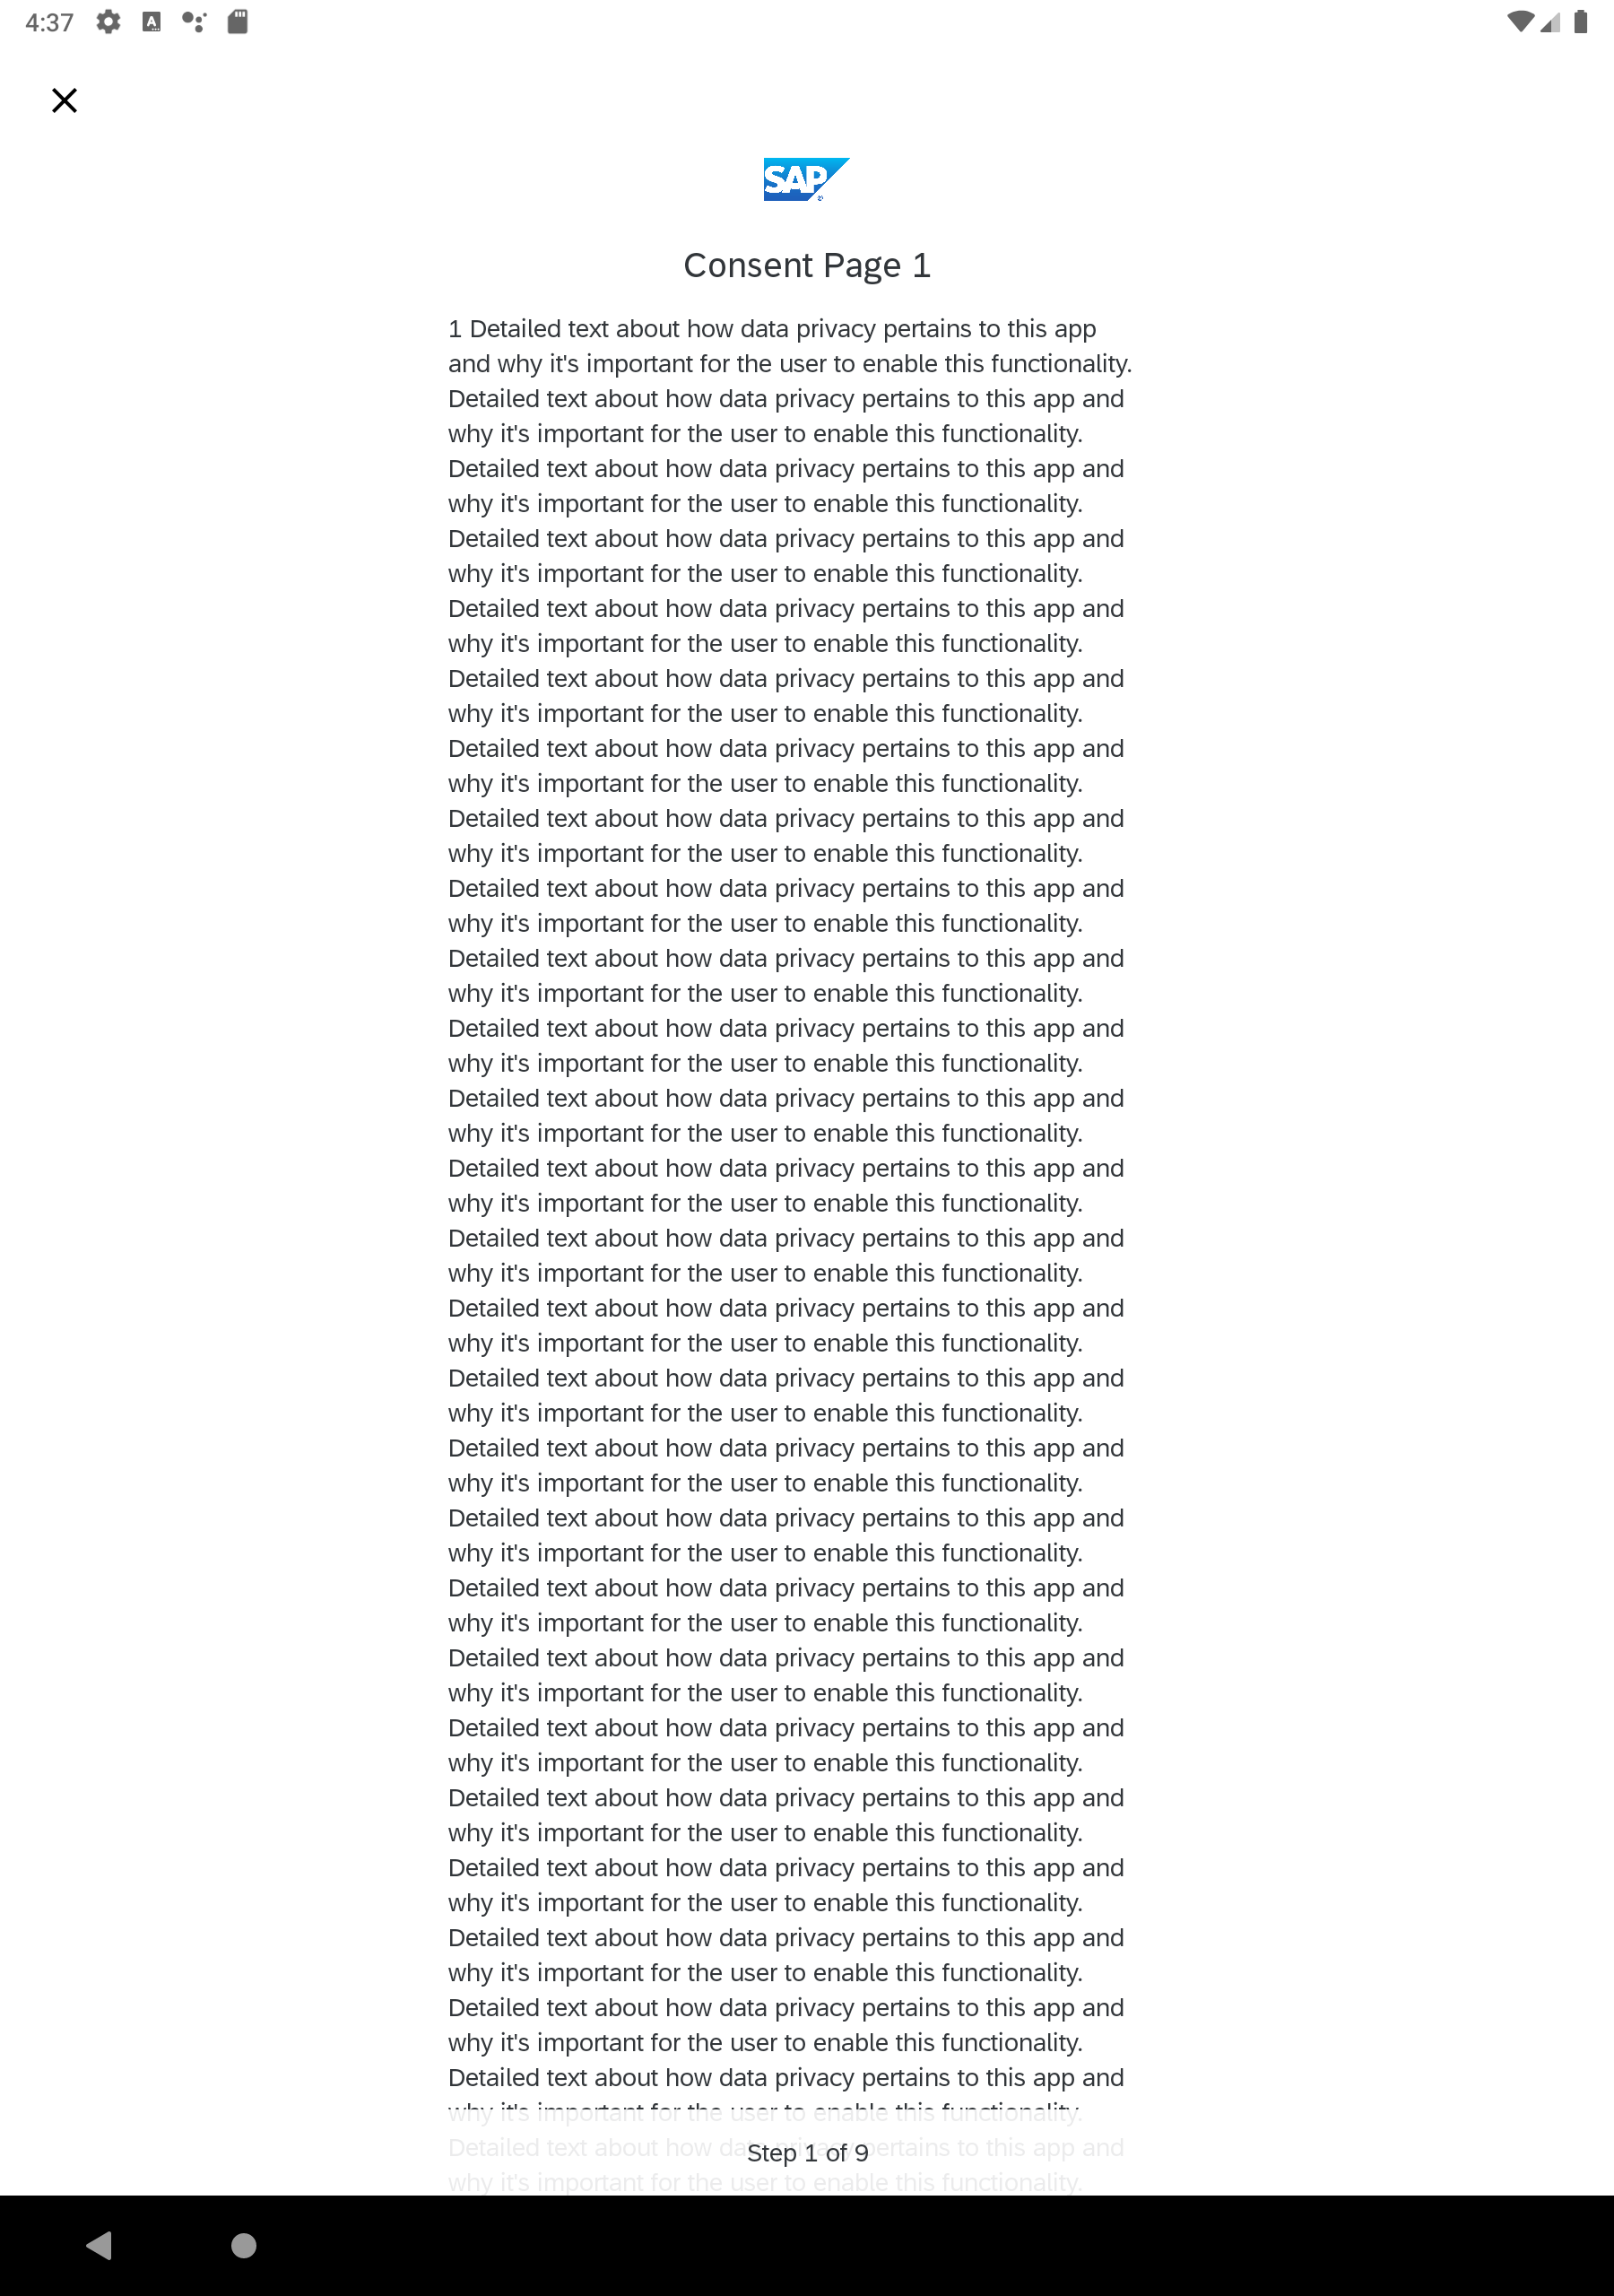 4:37
SAP
Consent Page 1
1 Detailed text about how data privacy pertains to this app
and why it's important for the user to enable this functionality.
Detailed text about how data privacy pertains to this app and
why it's important for the user to enable this functionality.
Detailed text about how data privacy pertains to this app and
why it's important for the user to enable this functionality.
Detailed text about how data privacy pertains to this app and
why it's important for the user to enable this functionality.
Detailed text about how data privacy pertains to this app and
why it's important for the user to enable this functionality.
Detailed text about how data privacy pertains to this app and
why it's important for the user to enable this functionality.
Detailed text about how data privacy pertains to this app and
why it's important for the user to enable this functionality.
Detailed text about how data privacy pertains to this app and
why it's important for the user to enable this functionality.
Detailed text about how data privacy pertains to this app and
why it's important for the user to enable this functionality.
Detailed text about how data privacy pertains to this app and
why it's important for the user to enable this functionality.
Detailed text about how data privacy pertains to this app and
why it's important for the user to enable this functionality.
Detailed text about how data privacy pertains to this app and
why it's important for the user to enable this functionality.
Detailed text about how data privacy pertains to this app and
why it's important for the user to enable this functionality.
Detailed text about how data privacy pertains to this app and
why it's important for the user to enable this functionality.
Detailed text about how data privacy pertains to this app and
why it's important for the user to enable this functionality.
Detailed text about how data privacy pertains to this app and
why it's important for the user to enable this functionality.
Detailed text about how data privacy pertains to this app and
why it's important for the user to enable this functionality.
Detailed text about how data privacy pertains to this app and
why it's important for the user to enable this functionality.
Detailed text about how data privacy pertains to this app and
why it's important for the user to enable this functionality.
Detailed text about how data privacy pertains to this app and
why it's important for the user to enable this functionality.
Detailed text about how data privacy pertains to this app and
why it's important for the user to enable this functionality.
Detailed text about how data privacy pertains to this app and
why it's important for the user to enable this functionality.
Detailed text about how data privacy pertains to this app and
why it's important for the user to enable this functionality.
Detailed text about how data privacy pertains to this app and
why it's important for the user to enable this functionality.
Detailed text about how data privacy pertains to this app and
why it's important for the user to enable this functionality.
Detailed text about how data privacy pertains to this app and
why it's important for the user to enable this functionality.
Detailed text about how data privacy pertains to this app and
Step 1 of 9
why it's important for the user to enable this functionality.